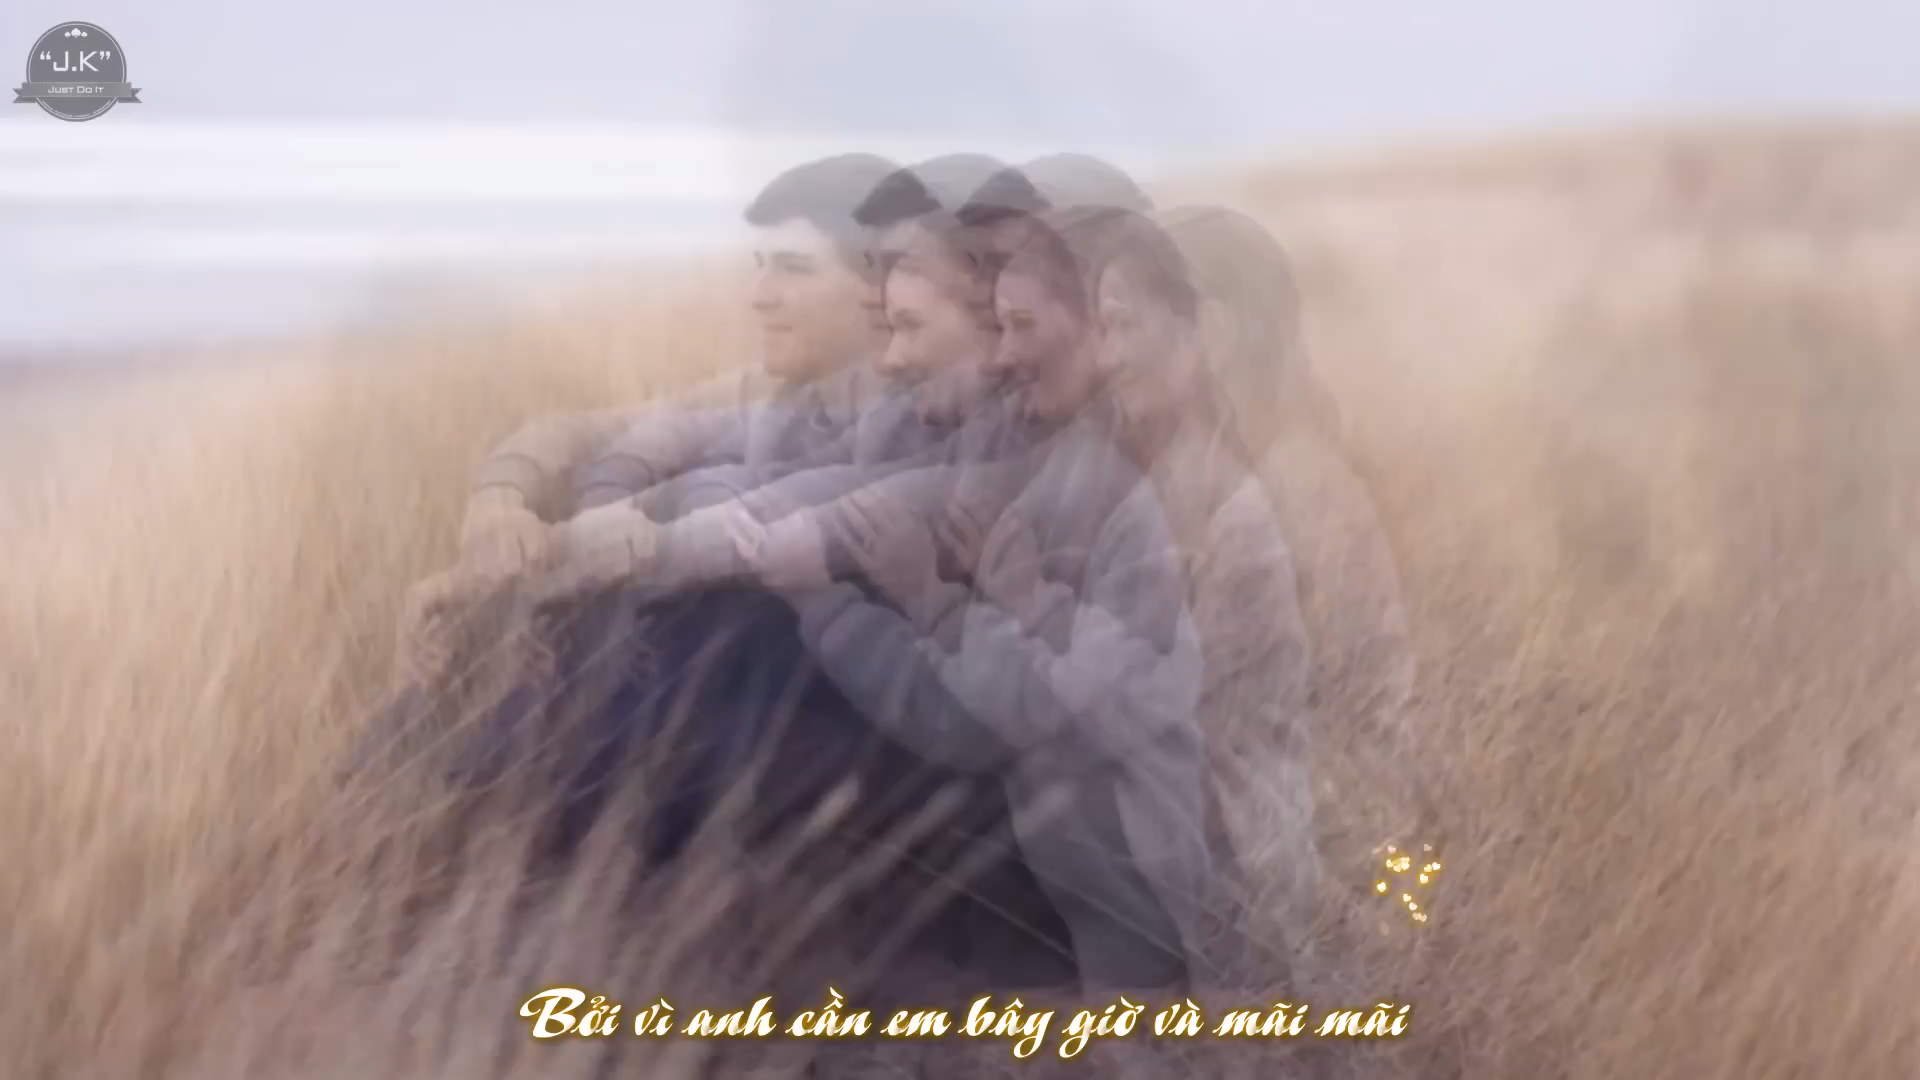 "J.K"
Just Do It
Bởi vì anh cần em bây giờ và mãi mãi